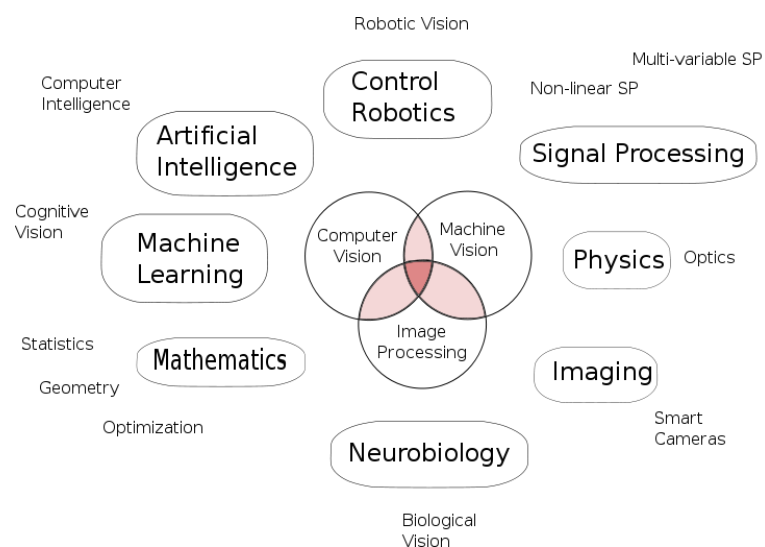 Robotic Vision
Multi-variable SP
Computer
Intelligence
Control
Robotics
Non-linear SP
Artificial
Intelligence
Signal Processing
Cognitive
Vision
Machine
Learning
Computer
Vision
Machine
Vision
Physics
Optics
Image
Processing
Statistics
Mathematics
Geometry
Imaging
Optimization
Smart
Cameras
Neurobiology
Biological
Vision